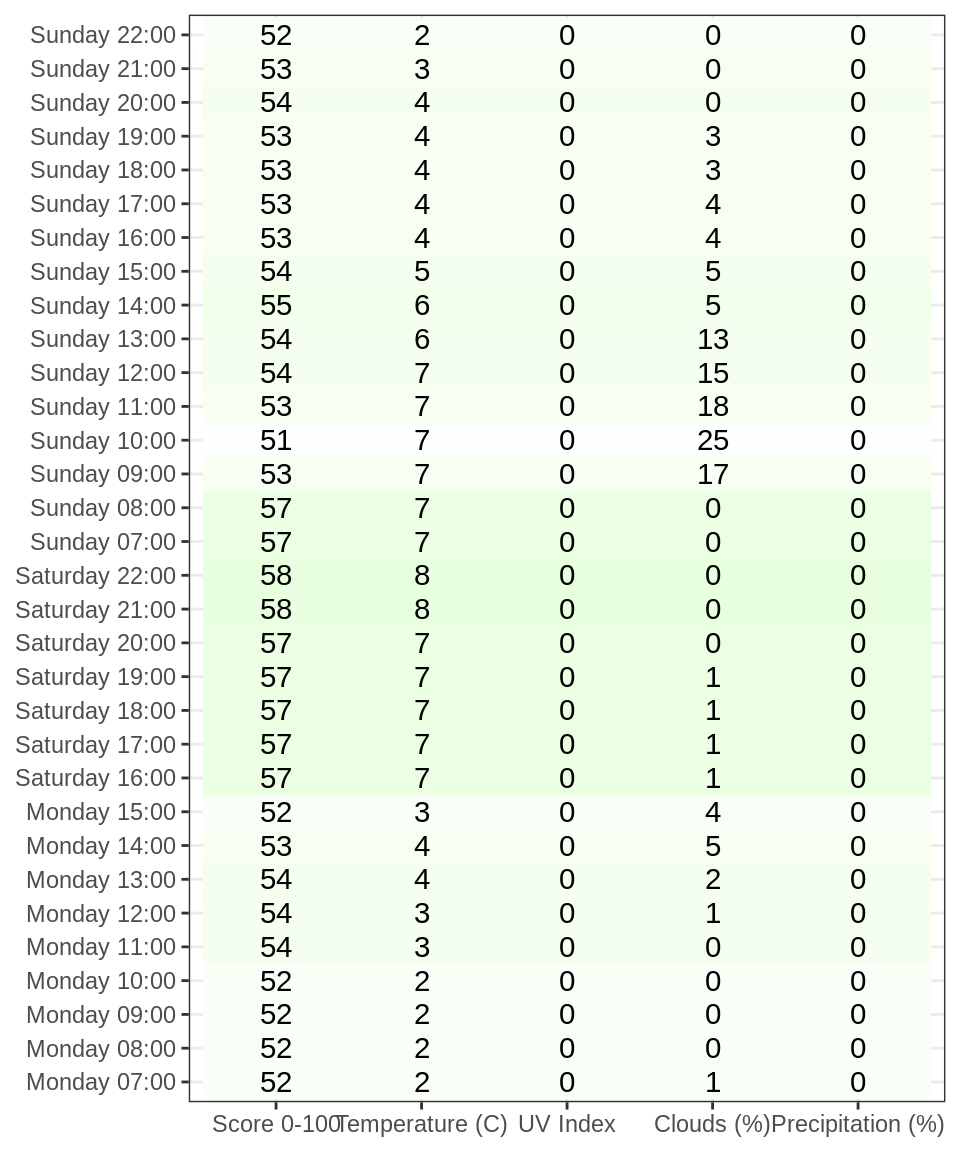 Sunday 22:00 52 2 0 0 0
Sunday 21:00 53 3 0 0 0
Sunday 20:00 54 4 0 0 0
Sunday 19:00 53 4 0 3 0
Sunday 18:00 53 4 0 3 0
Sunday 17:00 53 4 0 4 0
Sunday 16:00 53 4 0 4 0
Sunday 15:00 54 5 0 5 0
Sunday 14:00 55 6 0 5 0
Sunday 13:00 54 6 0 13 0
Sunday 12:00 54 7 0 15 0
Sunday 11:00 53 7 0 18 0
Sunday 10:00 51 7 0 25 0
Sunday 09:00 53 7 0 17 0
Sunday 08:00 57 7 0 0 0
Sunday 07:00 57 7 0 0 0
Saturday 22:00 58 8 0 0 0
Saturday 21:00 58 8 0 0 0
Saturday 20:00 57 7 0 0 0
Saturday 19:00 57 7 0 1 0
Saturday 18:00 57 7 0 1 0
Saturday 17:00 57 7 0 1 0
Saturday 16:00 57 7 0 1 0
Monday 15:00 52 3 0 4 0
Monday 14:00 53 4 0 5 0
Monday 13:00 54 4 0 2 0
Monday 12:00 54 3 0 1 0
Monday 11:00 54 3 0 0 0
Monday 10:00 52 2 0 0 0
Monday 09:00 52 2 0 0 0
Monday 08:00 52 2 0 0 0
Monday 07:00 52 2 0 1 0
Score 0-100 Temperature (C) UV Index Clouds (%) Precipitation (%)